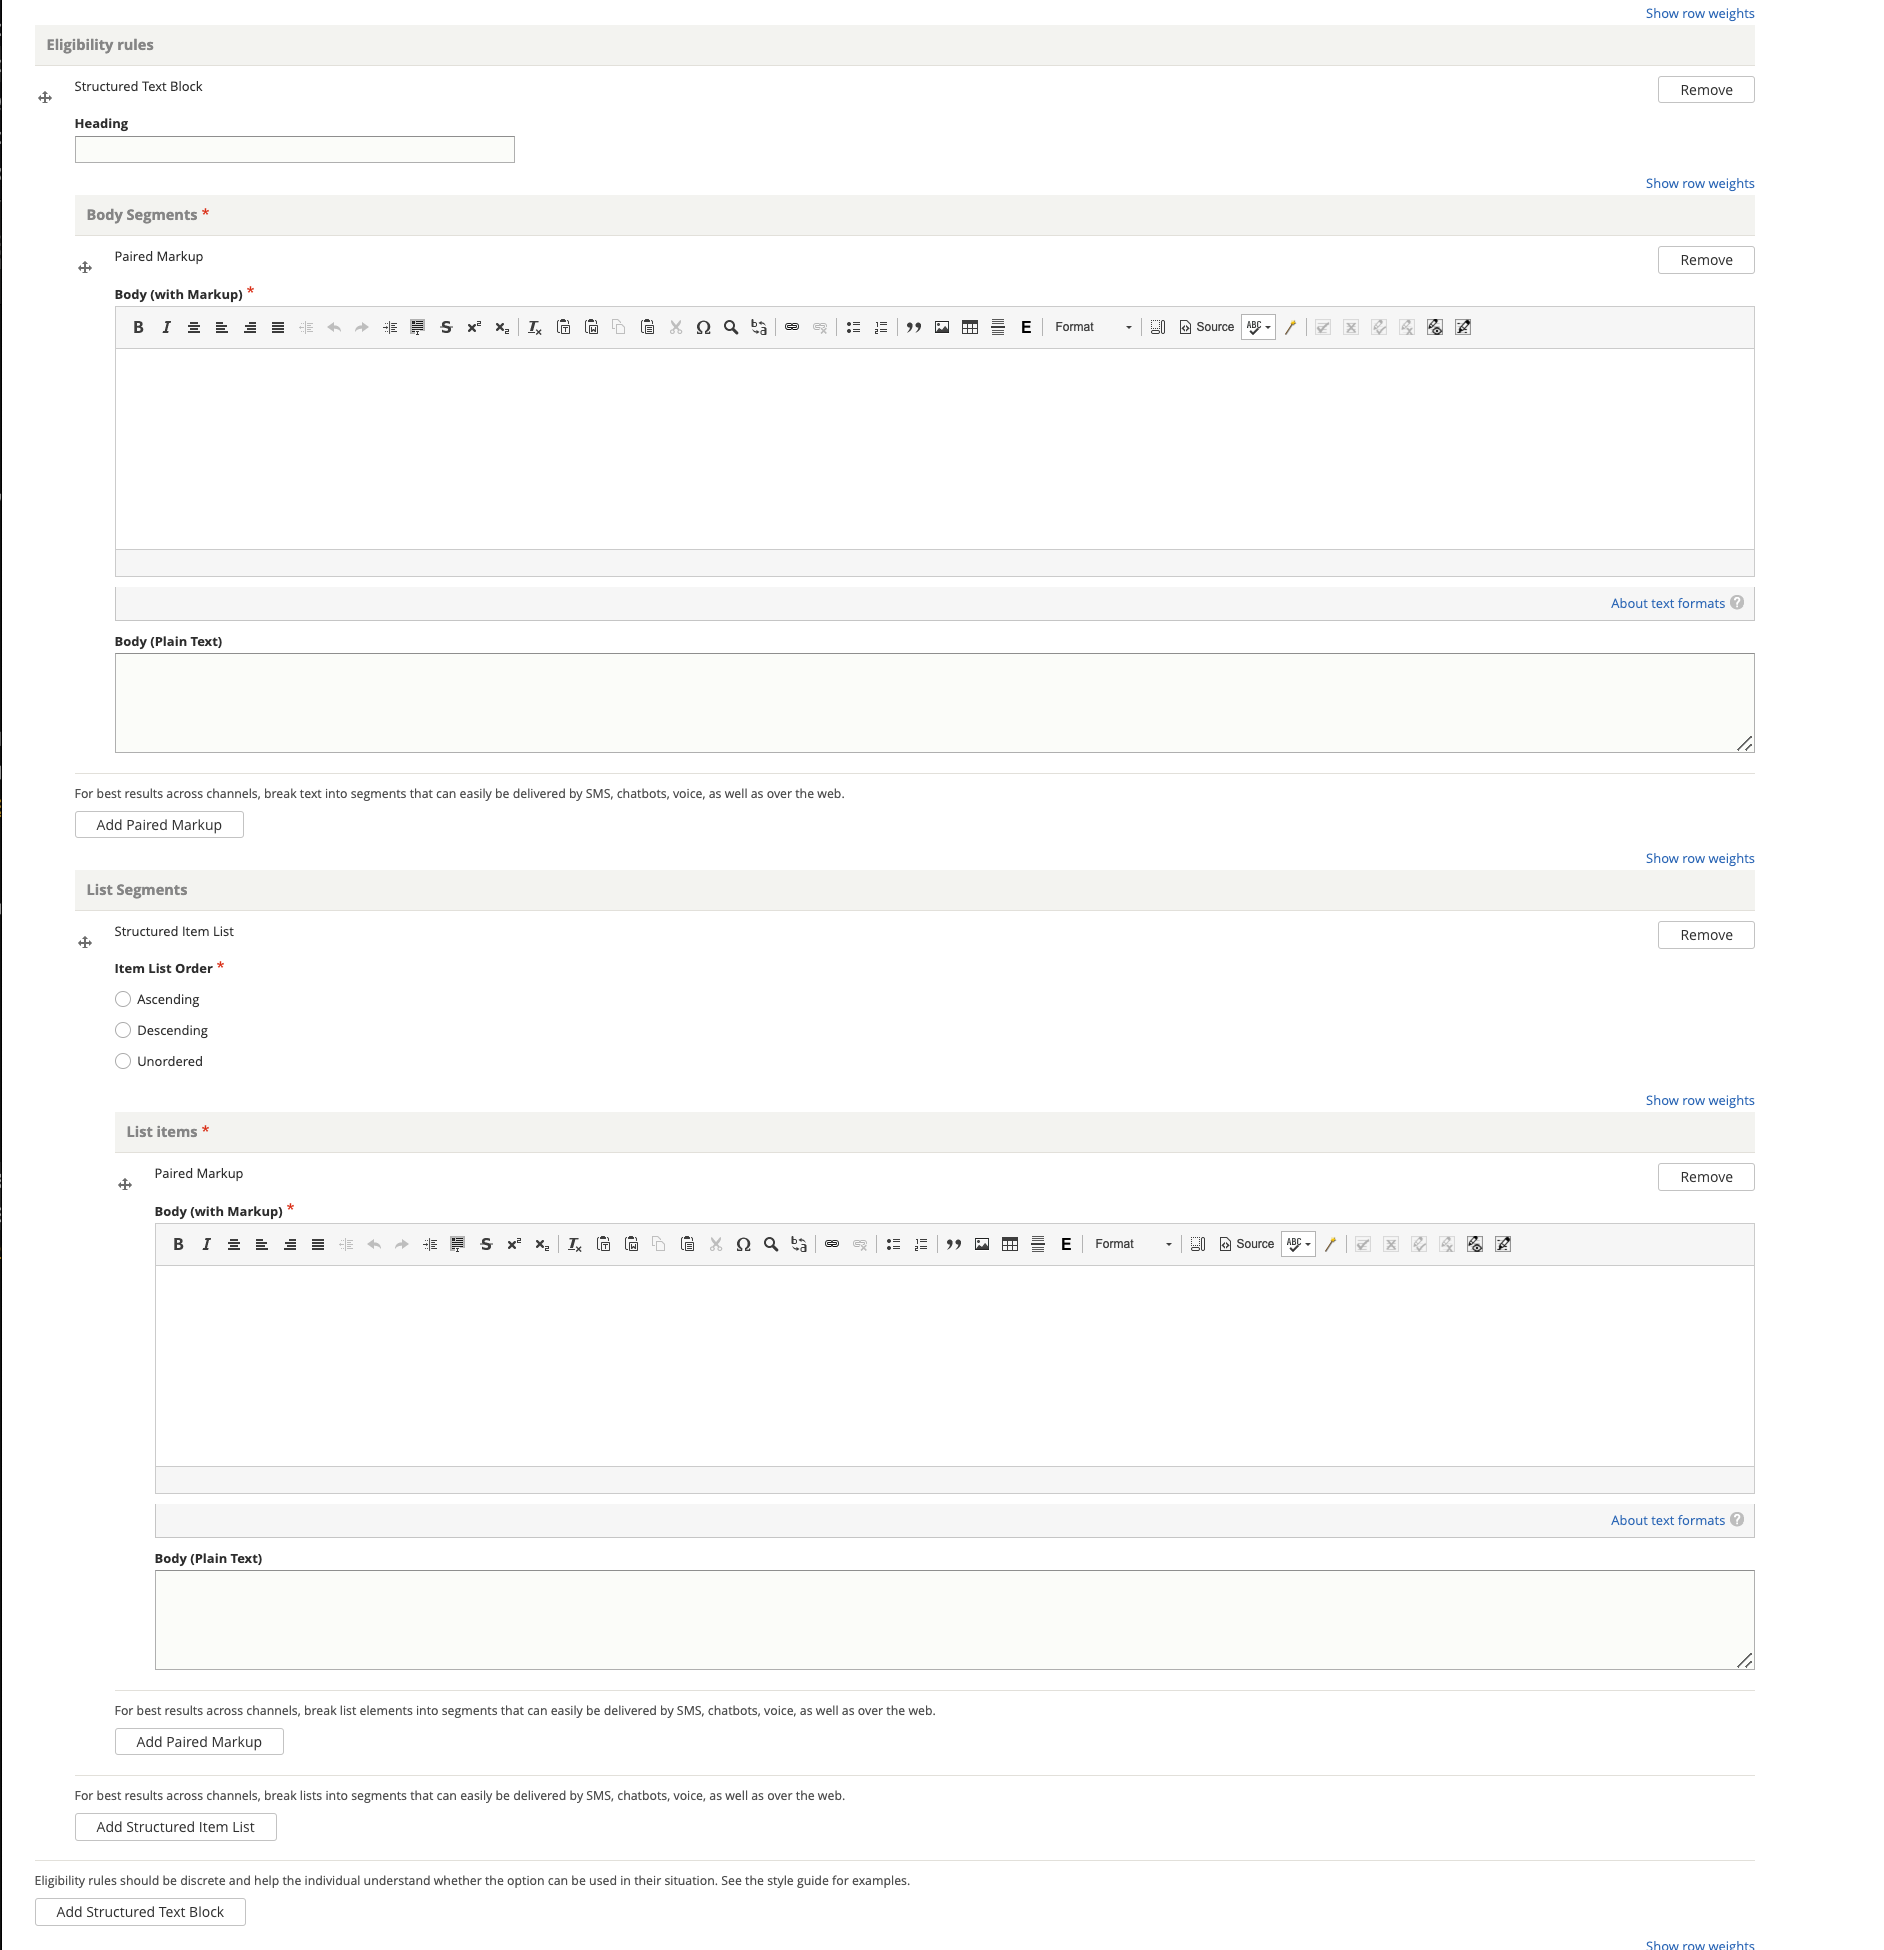 Show row weights
Eligibility rules
Structured Text Block
Remove
Heading
Show row weights
Body Segments *
Paired Markup
Remove
Body (with Markup) *
B I S x² x₂ Tx Ω E Format Source ABC
About text formats ?
Body (Plain Text)
For best results across channels, break text into segments that can easily be delivered by SMS, chatbots, voice, as well as over the web.
Add Paired Markup
Show row weights
List Segments
Structured Item List
Remove
Item List Order *
Ascending
Descending
Unordered
Show row weights
List items *
Paired Markup
Remove
Body (with Markup) *
B I S x² x₂ Tx Ω E Format Source ABC
About text formats ?
Body (Plain Text)
For best results across channels, break list elements into segments that can easily be delivered by SMS, chatbots, voice, as well as over the web.
Add Paired Markup
For best results across channels, break lists into segments that can easily be delivered by SMS, chatbots, voice, as well as over the web.
Add Structured Item List
Eligibility rules should be discrete and help the individual understand whether the option can be used in their situation. See the style guide for examples.
Add Structured Text Block
Show row weights